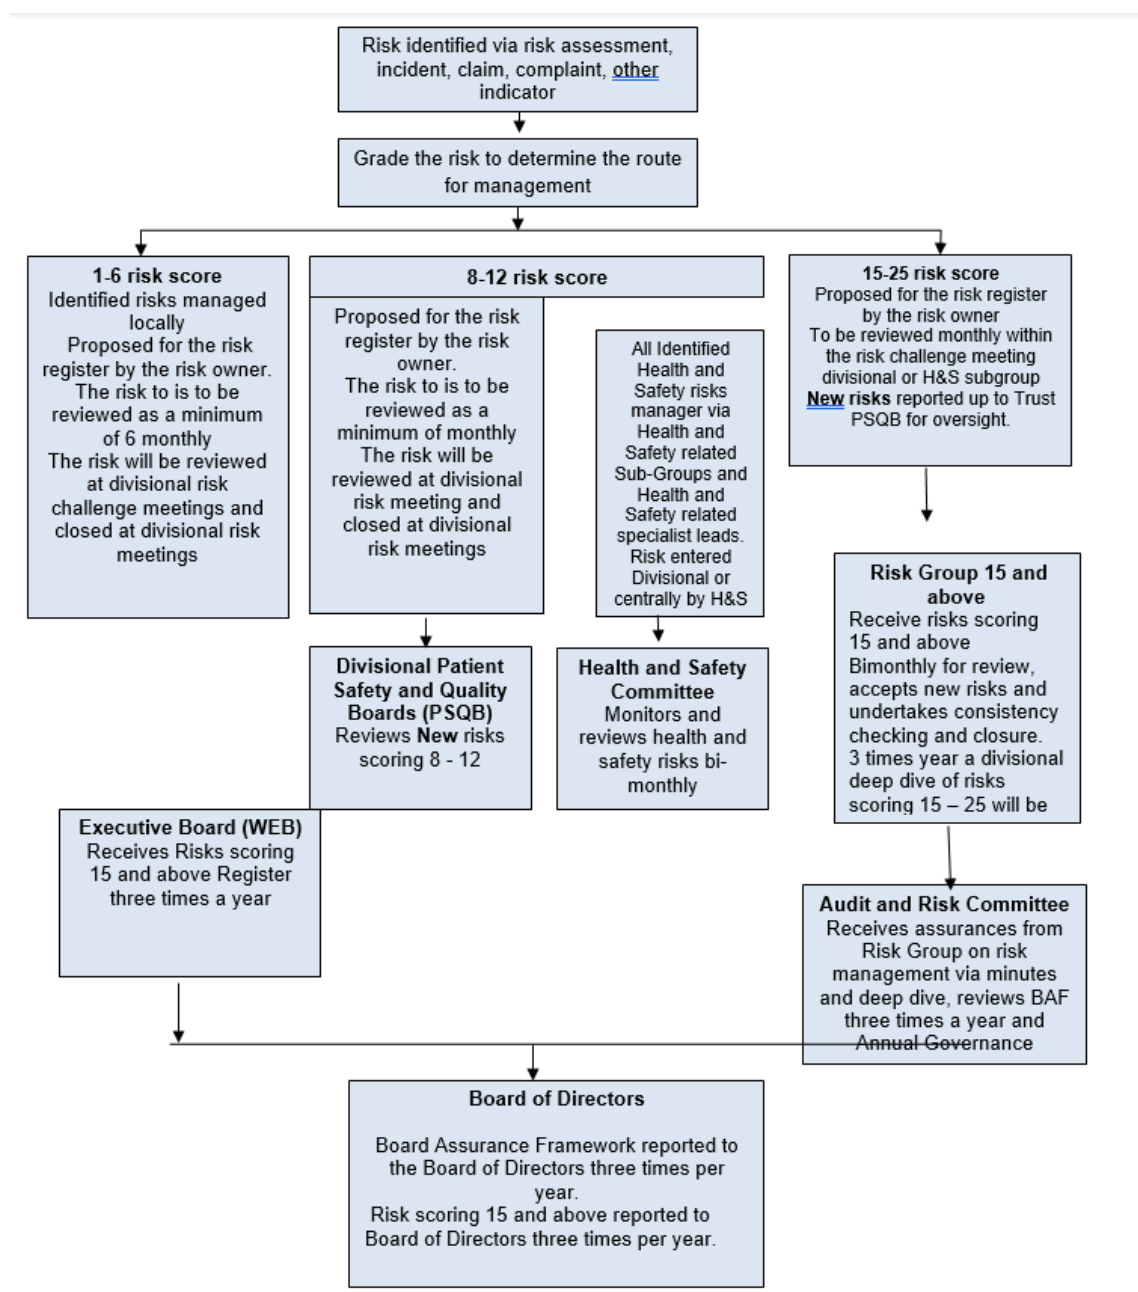 Risk identified via risk assessment,
incident, claim, complaint, other
indicator
Grade the risk to determine the route
for management
1-6 risk score
Identified risks managed
locally
Proposed for the risk
register by the risk owner.
The risk to is to be
reviewed as a minimum
of 6 monthly
The risk will be reviewed
at divisional risk
challenge meetings and
closed at divisional risk
meetings
8-12 risk score
Proposed for the risk
register by the risk
owner.
The risk to is to be
reviewed as a
minimum of monthly
The risk will be
reviewed at divisional
risk meeting and
closed at divisional
risk meetings
All Identified
Health and
Safety risks
manager via
Health and
Safety related
Sub-Groups and
Health and
Safety related
specialist leads.
Risk entered
Divisional or
centrally by H&S
15-25 risk score
Proposed for the risk register
by the risk owner
To be reviewed monthly within
the risk challenge meeting
divisional or H&S subgroup
New risks reported up to Trust
PSQB for oversight.
Divisional Patient
Safety and Quality
Boards (PSQB)
Reviews New risks
scoring 8 - 12
Health and Safety
Committee
Monitors and
reviews health and
safety risks bi-
monthly
Risk Group 15 and
above
Receive risks scoring
15 and above
Bimonthly for review,
accepts new risks and
undertakes consistency
checking and closure.
3 times year a divisional
deep dive of risks
scoring 15 – 25 will be
Executive Board (WEB)
Receives Risks scoring
15 and above Register
three times a year
Audit and Risk Committee
Receives assurances from
Risk Group on risk
management via minutes
and deep dive, reviews BAF
three times a year and
Annual Governance
Board of Directors
Board Assurance Framework reported to
the Board of Directors three times per
year.
Risk scoring 15 and above reported to
Board of Directors three times per year.